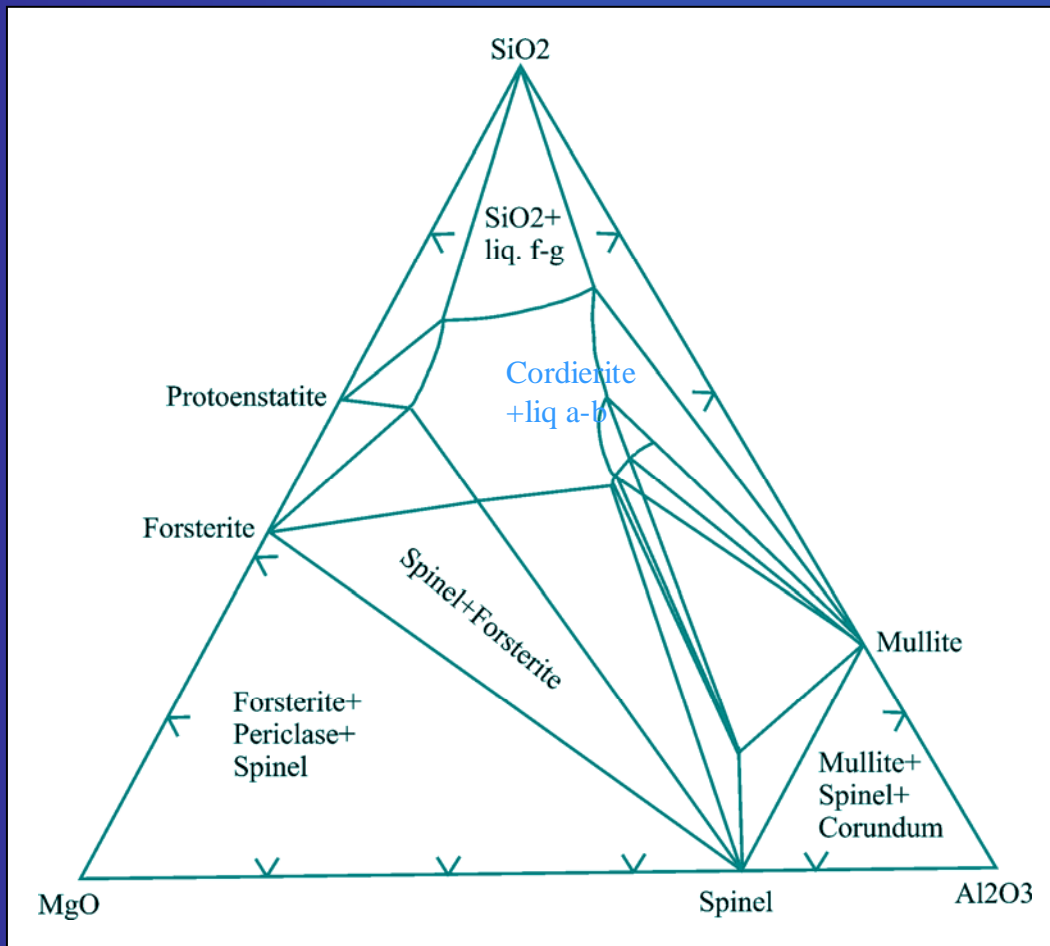 SiO2
SiO2+
liq. f-g
Cordierite
+liq a-b
Protoenstatite
Forsterite
Spinel+Forsterite
Mullite
Forsterite+
Periclase+
Spinel
Mullite+
Spinel+
Corundum
MgO
Spinel
Al2O3